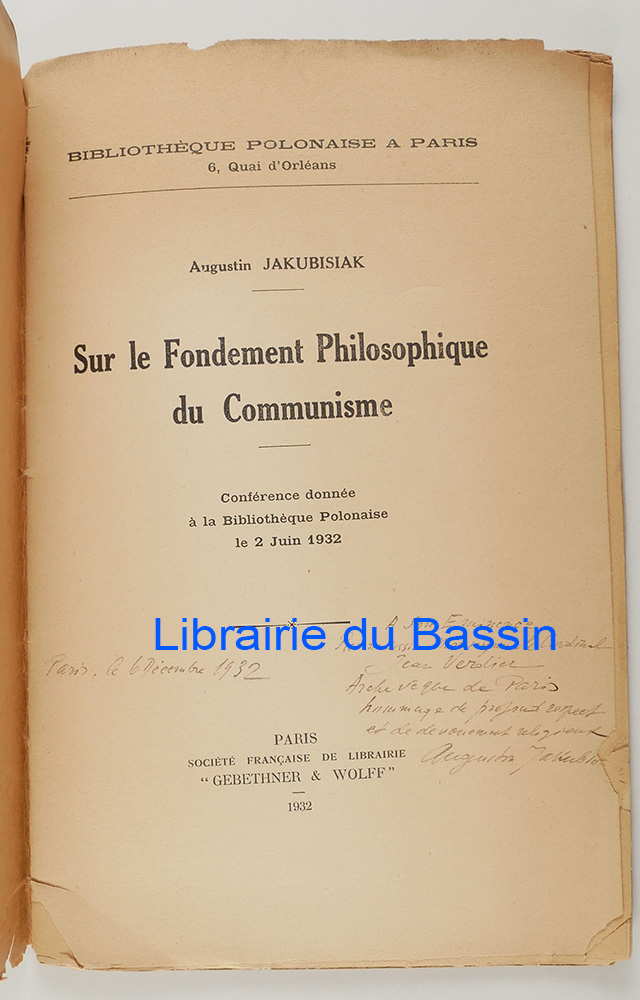 BIBLIOTHÈQUE POLONAISE A PARIS
6, Quai d'Orléans
Augustin JAKUBISIAK
Sur le Fondement Philosophique
du Communisme
Conférence donnée
à la Bibliothèque Polonaise
le 2 Juin 1932
A Son Eminence
Librairie du Bassin
Jean Verdier
Paris, le 6 Décembre 1932
Archevêque de Paris
hommage de profond respect
et de dévouement religieux
Augustin Jakubisiak
PARIS
SOCIÉTÉ FRANÇAISE DE LIBRAIRIE
"GEBETHNER & WOLFF"
1932